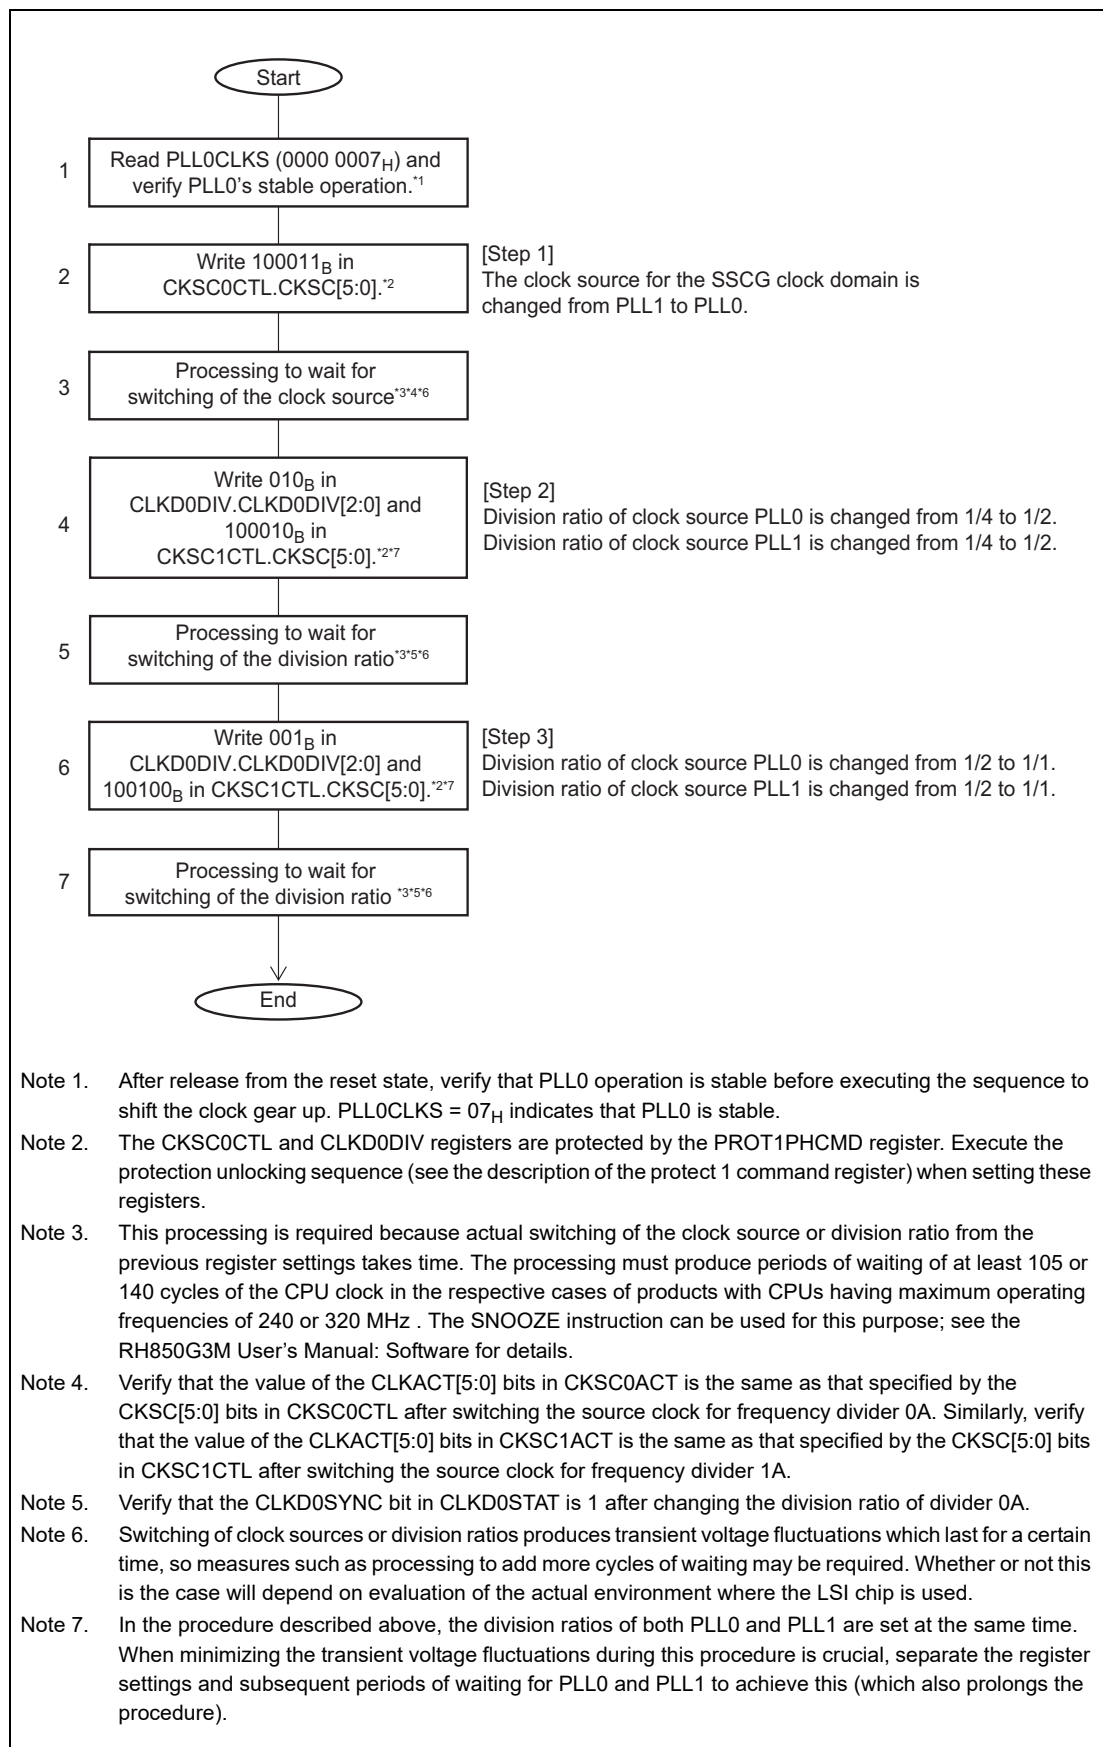 Start
1
Read PLL0CLKS (0000 0007H) and
verify PLL0's stable operation.*1
2
Write 100011B in
CKSC0CTL.CKSC[5:0].*2
[Step 1]
The clock source for the SSCG clock domain is
changed from PLL1 to PLL0.
3
Processing to wait for
switching of the clock source*3*4*6
4
Write 010B in
CLKD0DIV.CLKD0DIV[2:0] and
100010B in
CKSC1CTL.CKSC[5:0].*2*7
[Step 2]
Division ratio of clock source PLL0 is changed from 1/4 to 1/2.
Division ratio of clock source PLL1 is changed from 1/4 to 1/2.
5
Processing to wait for
switching of the division ratio*3*5*6
6
Write 001B in
CLKD0DIV.CLKD0DIV[2:0] and
100100B in CKSC1CTL.CKSC[5:0].*2*7
[Step 3]
Division ratio of clock source PLL0 is changed from 1/2 to 1/1.
Division ratio of clock source PLL1 is changed from 1/2 to 1/1.
7
Processing to wait for
switching of the division ratio *3*5*6
End
Note 1. After release from the reset state, verify that PLL0 operation is stable before executing the sequence to
shift the clock gear up. PLL0CLKS = 07H indicates that PLL0 is stable.
Note 2. The CKSC0CTL and CLKD0DIV registers are protected by the PROT1PHCMD register. Execute the
protection unlocking sequence (see the description of the protect 1 command register) when setting these
registers.
Note 3. This processing is required because actual switching of the clock source or division ratio from the
previous register settings takes time. The processing must produce periods of waiting of at least 105 or
140 cycles of the CPU clock in the respective cases of products with CPUs having maximum operating
frequencies of 240 or 320 MHz . The SNOOZE instruction can be used for this purpose; see the
RH850G3M User's Manual: Software for details.
Note 4. Verify that the value of the CLKACT[5:0] bits in CKSC0ACT is the same as that specified by the
CKSC[5:0] bits in CKSC0CTL after switching the source clock for frequency divider 0A. Similarly, verify
that the value of the CLKACT[5:0] bits in CKSC1ACT is the same as that specified by the CKSC[5:0] bits
in CKSC1CTL after switching the source clock for frequency divider 1A.
Note 5. Verify that the CLKD0SYNC bit in CLKD0STAT is 1 after changing the division ratio of divider 0A.
Note 6. Switching of clock sources or division ratios produces transient voltage fluctuations which last for a certain
time, so measures such as processing to add more cycles of waiting may be required. Whether or not this
is the case will depend on evaluation of the actual environment where the LSI chip is used.
Note 7. In the procedure described above, the division ratios of both PLL0 and PLL1 are set at the same time.
When minimizing the transient voltage fluctuations during this procedure is crucial, separate the register
settings and subsequent periods of waiting for PLL0 and PLL1 to achieve this (which also prolongs the
procedure).